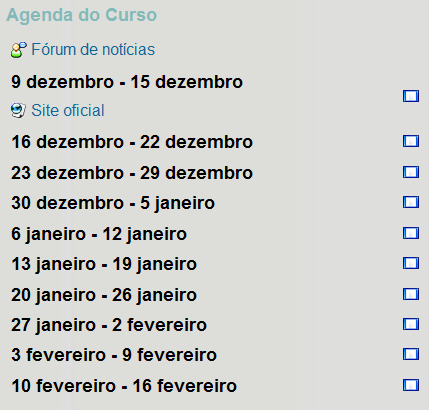 Agenda do Curso
Fórum de notícias
9 dezembro - 15 dezembro
Site oficial
16 dezembro - 22 dezembro
23 dezembro - 29 dezembro
30 dezembro - 5 janeiro
6 janeiro - 12 janeiro
13 janeiro - 19 janeiro
20 janeiro - 26 janeiro
27 janeiro - 2 fevereiro
3 fevereiro - 9 fevereiro
10 fevereiro - 16 fevereiro